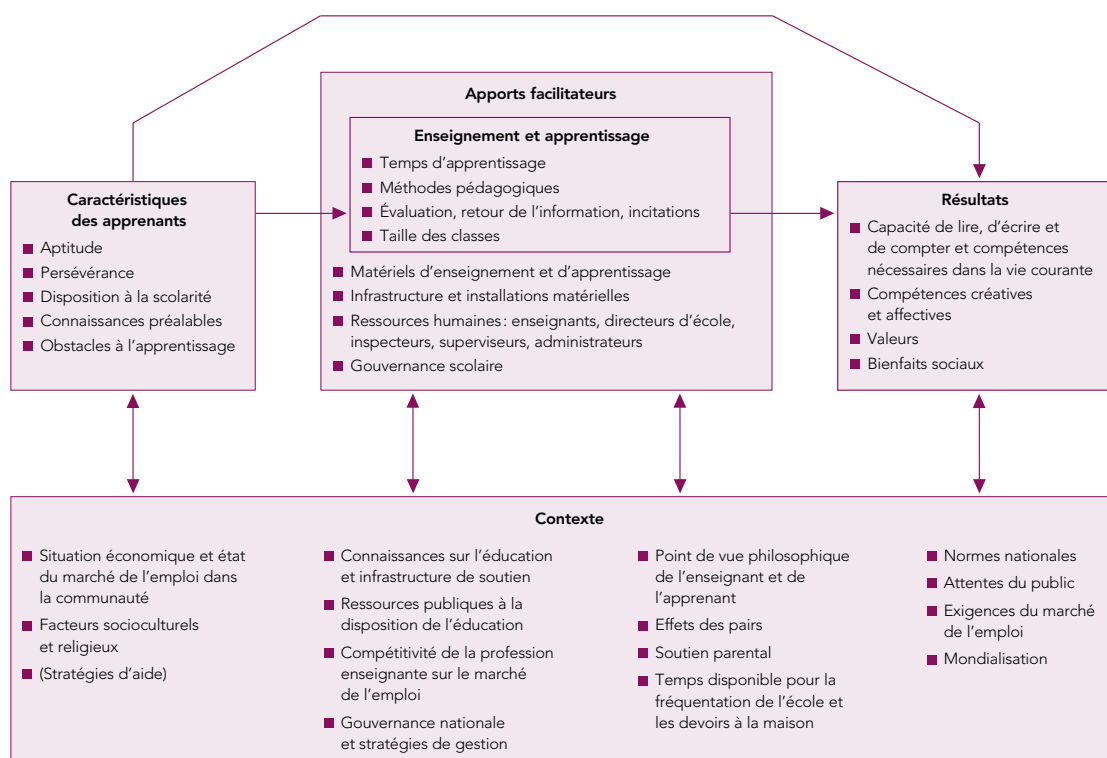 Apports facilitateurs
Enseignement et apprentissage
■ Temps d'apprentissage
■ Méthodes pédagogiques
■ Évaluation, retour de l'information, incitations
■ Taille des classes
■ Matériels d'enseignement et d'apprentissage
■ Infrastructure et installations matérielles
■ Ressources humaines : enseignants, directeurs d'école,
inspecteurs, superviseurs, administrateurs
■ Gouvernance scolaire
Caractéristiques
des apprenants
■ Aptitude
■ Persévérance
■ Disposition à la scolarité
■ Connaissances préalables
■ Obstacles à l'apprentissage
Résultats
■ Capacité de lire, d'écrire et
de compter et compétences
nécessaires dans la vie courante
■ Compétences créatives
et affectives
■ Valeurs
■ Bienfaits sociaux
Contexte
■ Situation économique et état
du marché de l'emploi dans
la communauté
■ Facteurs socioculturels
et religieux
■ (Stratégies d'aide)
■ Connaissances sur l'éducation
et infrastructure de soutien
■ Ressources publiques à la
disposition de l'éducation
■ Compétitivité de la profession
enseignante sur le marché
de l'emploi
■ Gouvernance nationale
et stratégies de gestion
■ Point de vue philosophique
de l'enseignant et de
l'apprenant
■ Effets des pairs
■ Soutien parental
■ Temps disponible pour la
fréquentation de l'école et
les devoirs à la maison
■ Normes nationales
■ Attentes du public
■ Exigences du marché
de l'emploi
■ Mondialisation